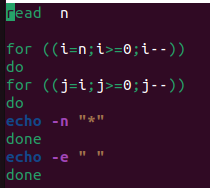 read  n

for ((i=n;i>=0;i--))
do
for ((j=i;j>=0;j--))
do
echo -n "*"
done
echo -e " "
done